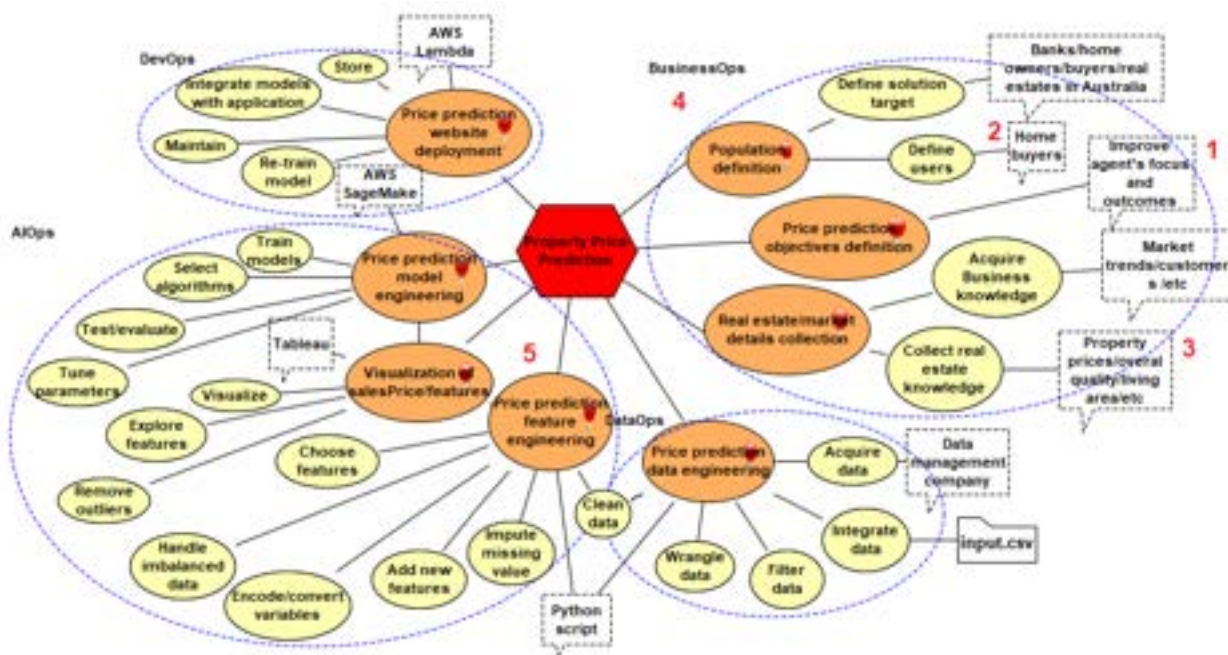 AWS
Lambda
DevOps
Store
Integrate models
with application
Price prediction
website
deployment
Maintain
Re-train
model
AWS
SageMake
BusinessOps
Banks/home
owners/buyers/real
estates in Australia
4
Define solution
target
2
Home
buyers
1
Population
definition
Define
users
Improve
agent's focus
and
outcomes
Property Price
Prediction
Price prediction
objectives definition
AIOps
Train
models
Select
algorithms
Price prediction
model
engineering
Acquire
Business
knowledge
Market
trends/customer
s /etc
Test/evaluate
Real estate/market
details collection
Tableau
5
3
Collect real
estate
knowledge
Property
prices/overal
quality/living
area/etc
Tune
parameters
Visualization of
salesPrice/features
Visualize
Price prediction
feature
engineering
DataOps
Explore
features
Choose
features
Price prediction
data engineering
Acquire
data
Data
management
company
Remove
outliers
Clean
data
Integrate
data
input.csv
Handle
imbalanced
data
Impute
missing
value
Add new
features
Wrangle
data
Filter
data
Encode/convert
variables
Python
script